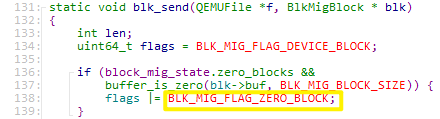 131: static void blk_send(QEMUFile *f, BlkMigBlock * blk)
132: {
133:     int len;
134:     uint64_t flags = BLK_MIG_FLAG_DEVICE_BLOCK;
135:
136:     if (block_mig_state.zero_blocks &&
137:         buffer_is_zero(blk->buf, BLK_MIG_BLOCK_SIZE)) {
138:         flags |= BLK_MIG_FLAG_ZERO_BLOCK;
139:     }